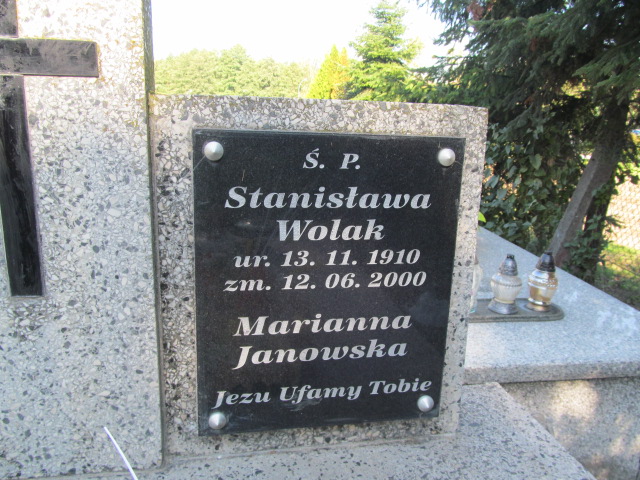 Ś. P.
Stanisława
Wolak
ur. 13. 11. 1910
zm. 12. 06. 2000
Marianna
Janowska
Jezu Ufamy Tobie